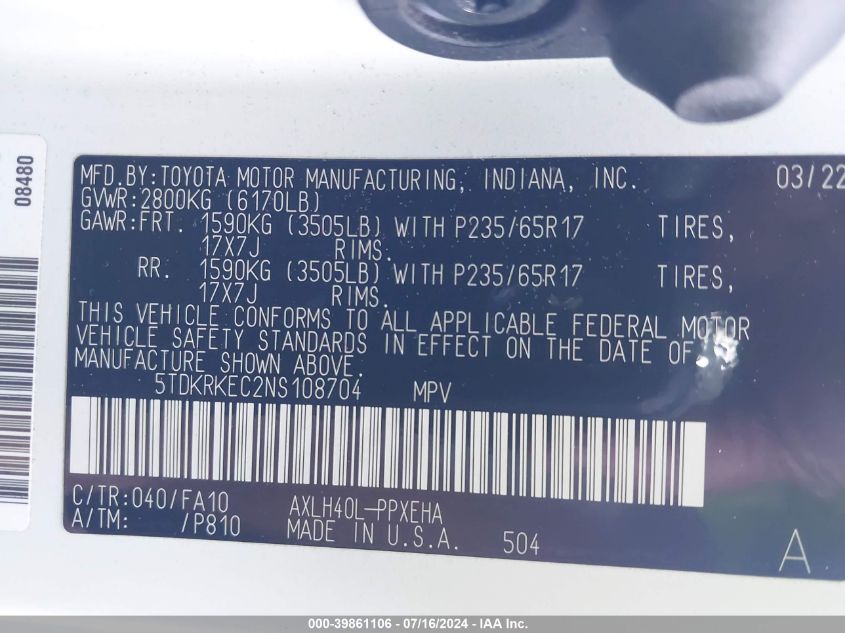 08480
MFD.BY:TOYOTA MOTOR MANUFACTURING, INDIANA, INC. 03/22
GVWR:2800KG (6170LB)
GAWR:FRT. 1590KG (3505LB) WITH P235/65R17 TIRES,
17X7J RIMS.
RR. 1590KG (3505LB) WITH P235/65R17 TIRES,
17X7J RIMS.
THIS VEHICLE CONFORMS TO ALL APPLICABLE FEDERAL MOTOR
VEHICLE SAFETY STANDARDS IN EFFECT ON THE DATE OF
MANUFACTURE SHOWN ABOVE.
5TDKRKEC2NS108704 MPV
C/TR:040/FA10 AXLH40L-PPXEHA
A/TM: /P810 MADE IN U.S.A. 504
A
000-39861106 - 07/16/2024 - IAA Inc.